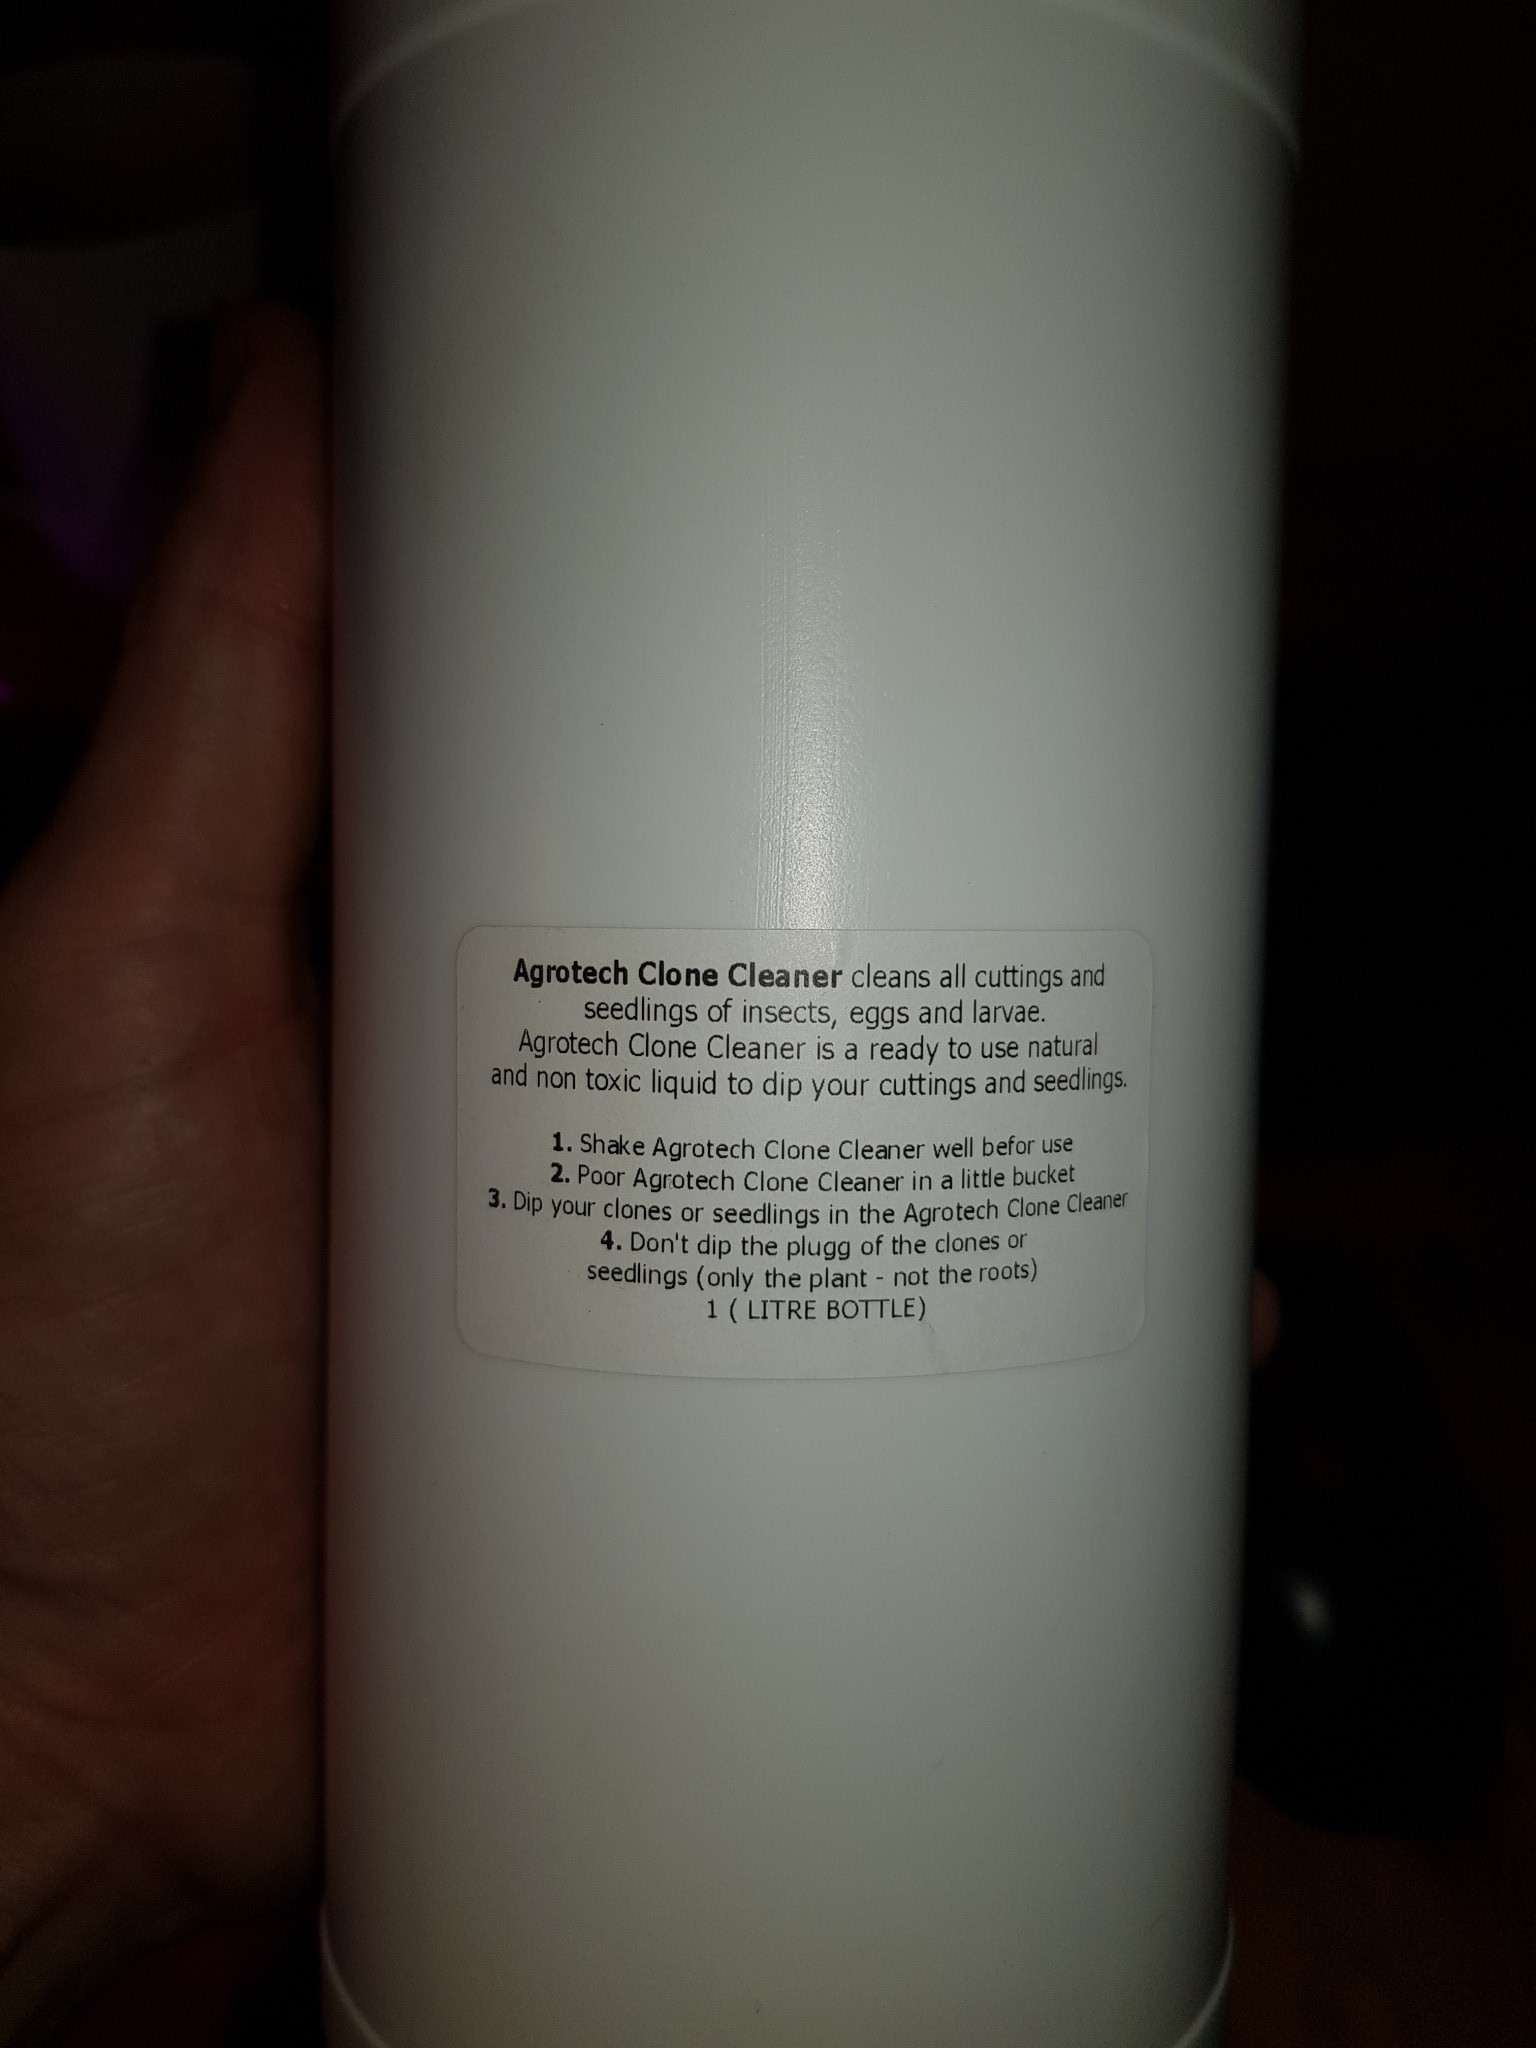 Agrotech Clone Cleaner cleans all cuttings and
seedlings of insects, eggs and larvae.
Agrotech Clone Cleaner is a ready to use natural
and non toxic liquid to dip your cuttings and seedlings.
1. Shake Agrotech Clone Cleaner well befor use
2. Poor Agrotech Clone Cleaner in a little bucket
3. Dip your clones or seedlings in the Agrotech Clone Cleaner
4. Don't dip the plugg of the clones or
seedlings (only the plant - not the roots)
1 ( LITRE BOTTLE)